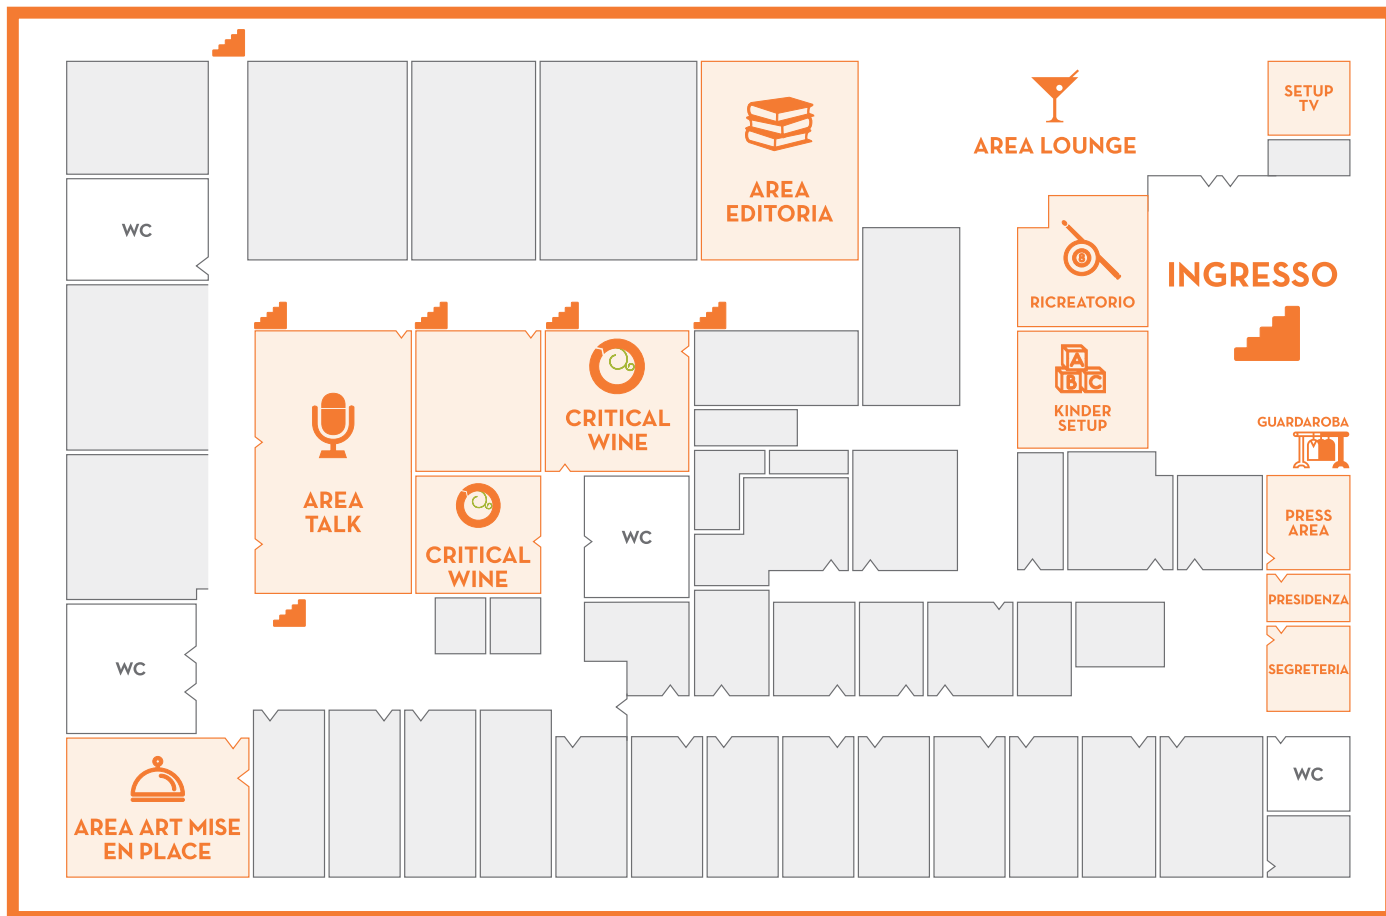 SETUP
TV
AREA LOUNGE
AREA
EDITORIA
WC
INGRESSO
RICREATORIO
A
B C
KINDER
SETUP
CRITICAL
WINE
GUARDAROBA
AREA
TALK
CRITICAL
WINE
WC
PRESS
AREA
PRESIDENZA
WC
SEGRETERIA
WC
AREA ART MISE
EN PLACE
8